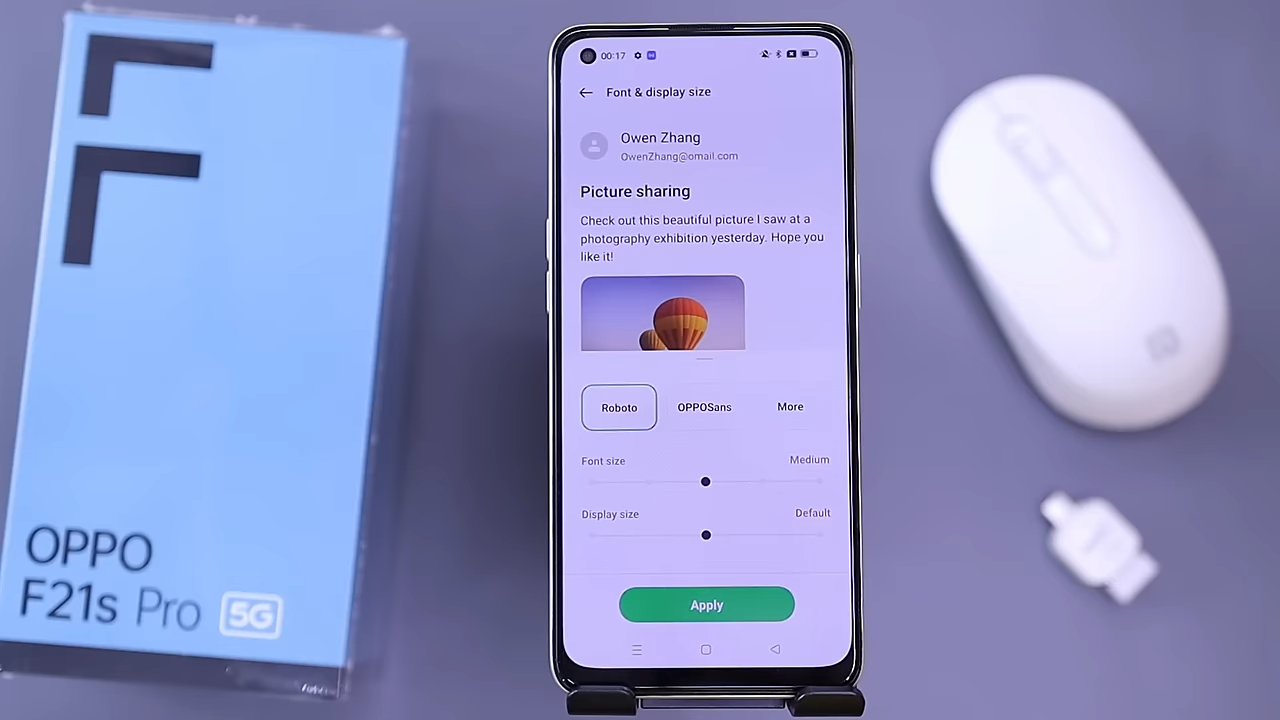 OPPO
F21s Pro 5G
00:17
Font & display size
Owen Zhang
OwenZhang@omail.com
Picture sharing
Check out this beautiful picture I saw at a
photography exhibition yesterday. Hope you
like it!
Roboto OPPOSans More
Font size Medium
Display size Default
Apply